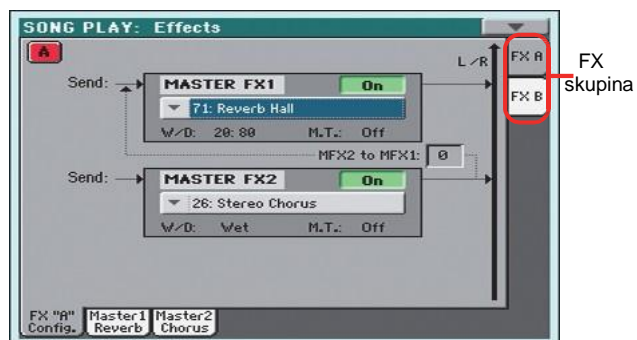 SONG PLAY: Effects
A
L/R
FX A
FX
skupina
Send:
MASTER FX1
On
FX B
71: Reverb Hall
W/D: 20:80
M.T.: Off
MFX2 to MFX1: 0
Send:
MASTER FX2
On
26: Stereo Chorus
W/D: Wet
M.T.: Off
FX "A"
Config.
Master1
Reverb
Master2
Chorus